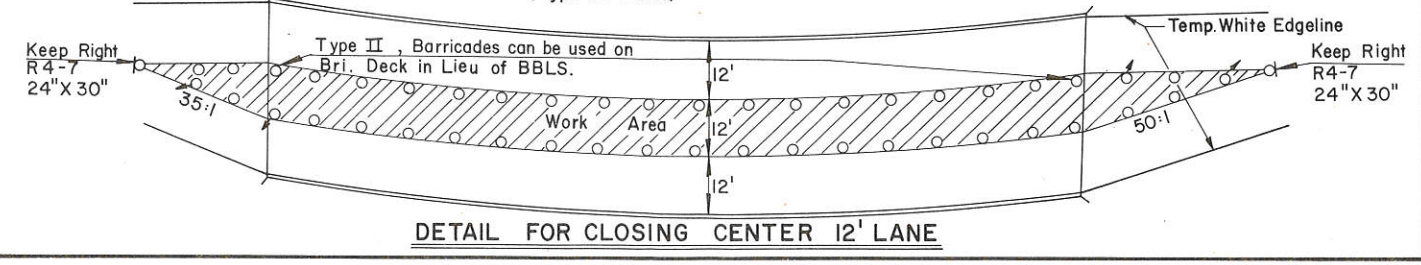 Temp. White Edgeline
Keep Right
R4-7
24"X 30"
Type II , Barricades can be used on
Bri. Deck in Lieu of BBLS.
Keep Right
R4-7
24"X 30"
12'
35:1
Work Area
12'
50:1
12'
DETAIL FOR CLOSING CENTER 12' LANE